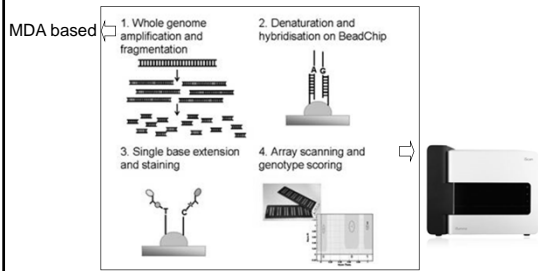 MDA based
1. Whole genome
amplification and
fragmentation
2. Denaturation and
hybridisation on BeadChip
A G
3. Single base extension
and staining
T C
4. Array scanning and
genotype scoring